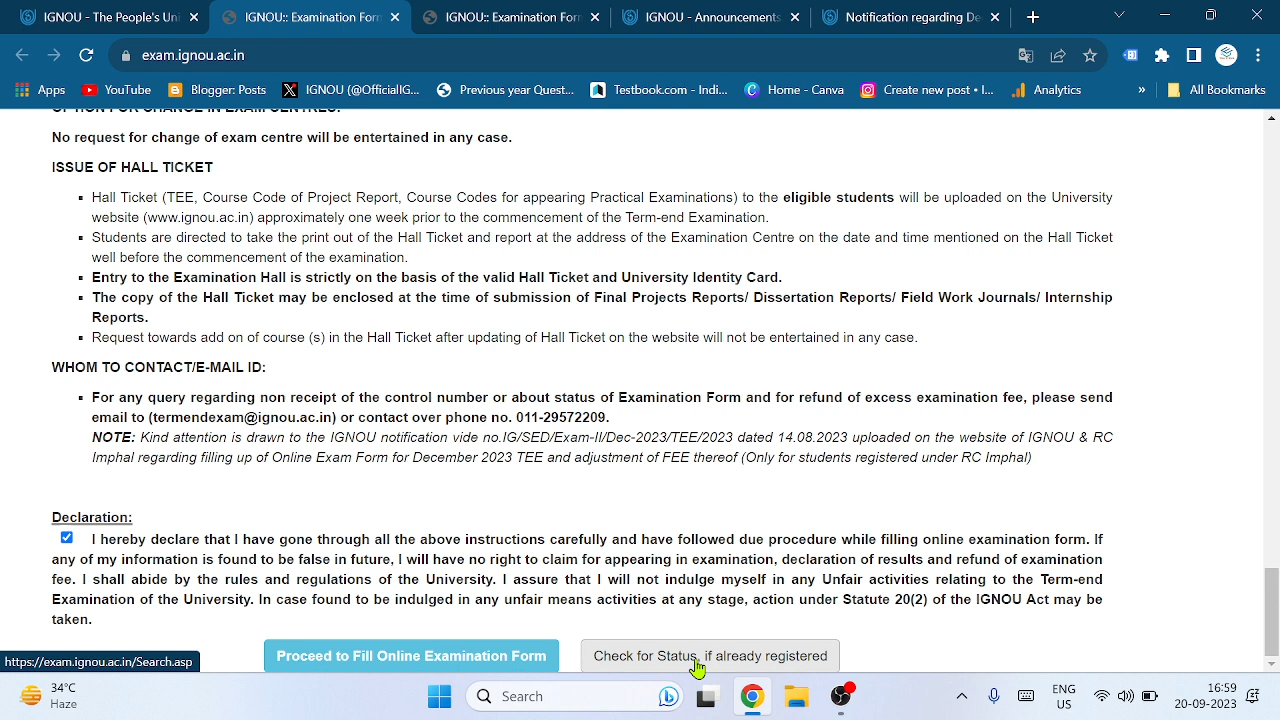 IGNOU - The People's Uni
IGNOU:: Examination Form
IGNOU:: Examination Form
IGNOU - Announcements
Notification regarding De
exam.ignou.ac.in
Apps
YouTube
Blogger: Posts
IGNOU (@OfficialIG...
Previous year Quest...
Testbook.com - Indi...
Home - Canva
Create new post • I...
Analytics
»
All Bookmarks
OPTION FOR CHANGE IN EXAM CENTRES:
No request for change of exam centre will be entertained in any case.
ISSUE OF HALL TICKET
Hall Ticket (TEE, Course Code of Project Report, Course Codes for appearing Practical Examinations) to the eligible students will be uploaded on the University
website (www.ignou.ac.in) approximately one week prior to the commencement of the Term-end Examination.
Students are directed to take the print out of the Hall Ticket and report at the address of the Examination Centre on the date and time mentioned on the Hall Ticket
well before the commencement of the examination.
Entry to the Examination Hall is strictly on the basis of the valid Hall Ticket and University Identity Card.
The copy of the Hall Ticket may be enclosed at the time of submission of Final Projects Reports/ Dissertation Reports/ Field Work Journals/ Internship
Reports.
Request towards add on of course (s) in the Hall Ticket after updating of Hall Ticket on the website will not be entertained in any case.
WHOM TO CONTACT/E-MAIL ID:
For any query regarding non receipt of the control number or about status of Examination Form and for refund of excess examination fee, please send
email to (termendexam@ignou.ac.in) or contact over phone no. 011-29572209.
NOTE: Kind attention is drawn to the IGNOU notification vide no.IG/SED/Exam-II/Dec-2023/TEE/2023 dated 14.08.2023 uploaded on the website of IGNOU & RC
Imphal regarding filling up of Online Exam Form for December 2023 TEE and adjustment of FEE thereof (Only for students registered under RC Imphal)
Declaration:
I hereby declare that I have gone through all the above instructions carefully and have followed due procedure while filling online examination form. If
any of my information is found to be false in future, I will have no right to claim for appearing in examination, declaration of results and refund of examination
fee. I shall abide by the rules and regulations of the University. I assure that I will not indulge myself in any Unfair activities relating to the Term-end
Examination of the University. In case found to be indulged in any unfair means activities at any stage, action under Statute 20(2) of the IGNOU Act may be
taken.
Proceed to Fill Online Examination Form
Check for Status, if already registered
https://exam.ignou.ac.in/Search.asp
34°C
Haze
Search
ENG
US
16:59
20-09-2023